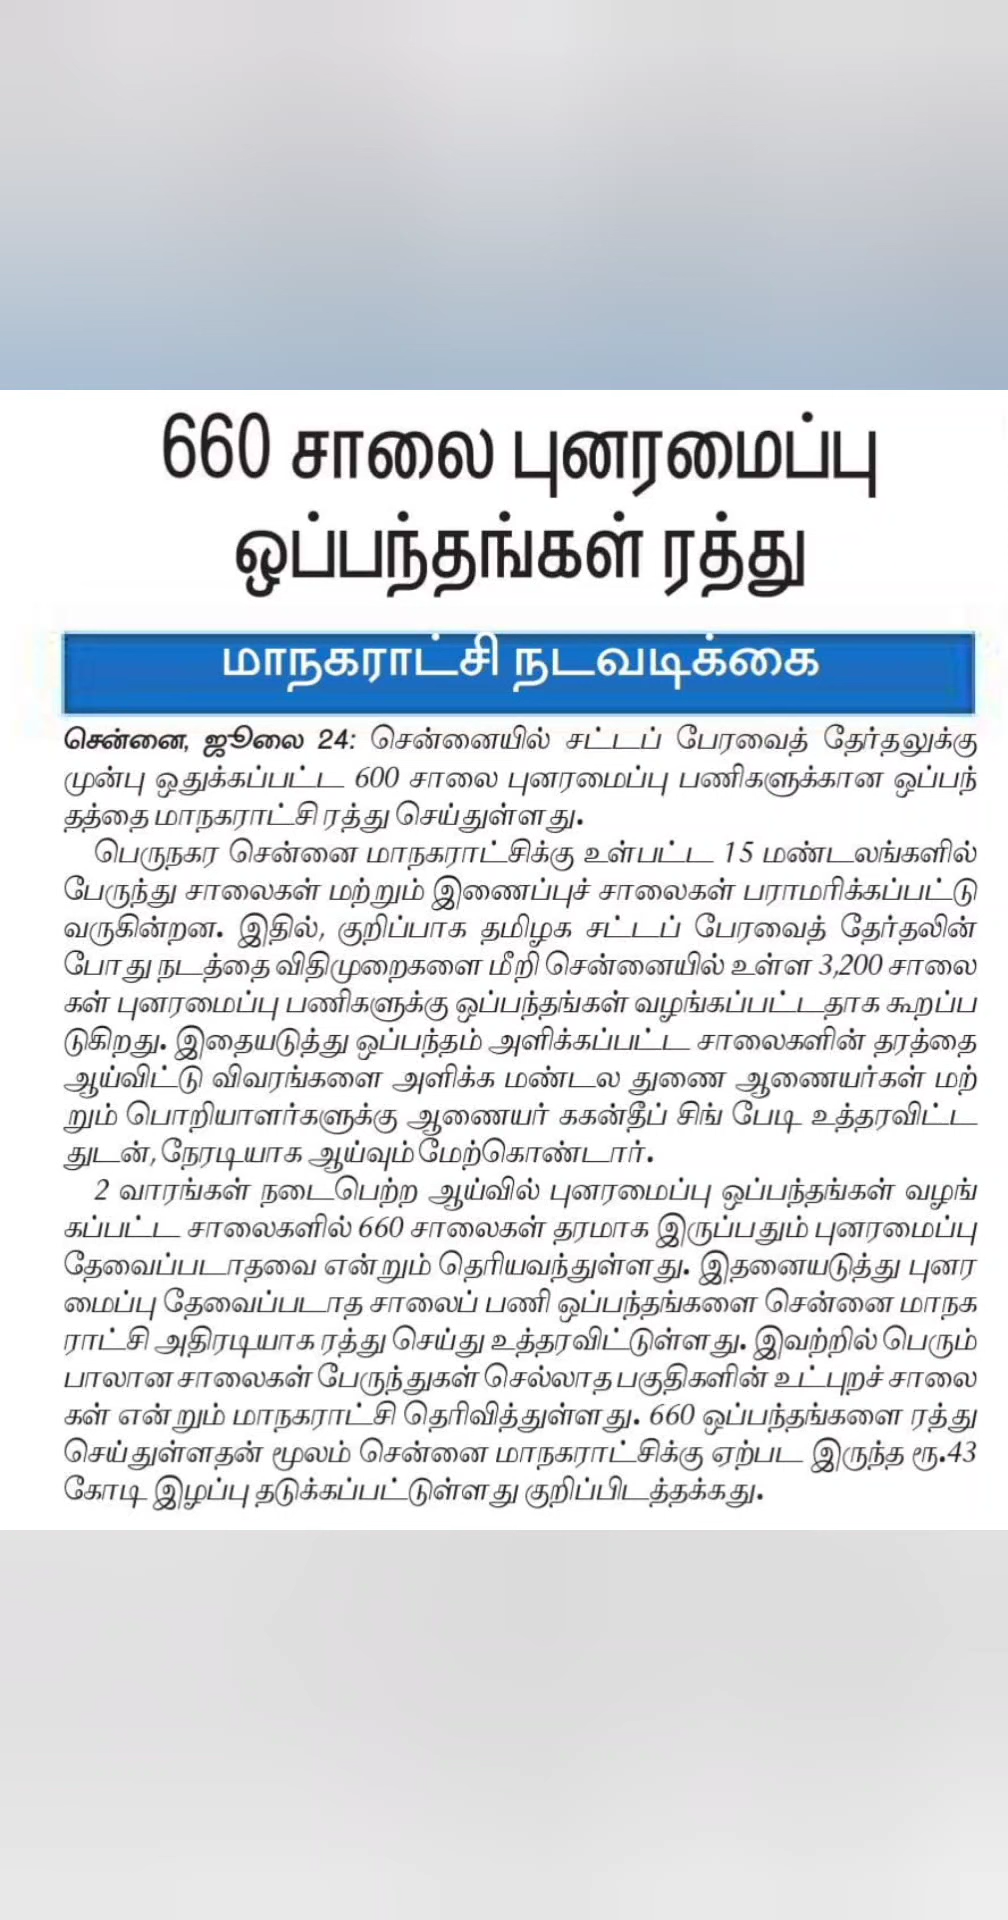 660 சாலை புனரமைப்பு
ஒப்பந்தங்கள் ரத்து
மாநகராட்சி நடவடிக்கை
சென்னை, ஜூலை 24: சென்னையில் சட்டப் பேரவைத் தேர்தலுக்கு
முன்பு ஒதுக்கப்பட்ட 600 சாலை புனரமைப்பு பணிகளுக்கான ஒப்பந்
தத்தை மாநகராட்சி ரத்து செய்துள்ளது.
பெருநகர சென்னை மாநகராட்சிக்கு உள்பட்ட 15 மண்டலங்களில்
பேருந்து சாலைகள் மற்றும் இணைப்புச் சாலைகள் பராமரிக்கப்பட்டு
வருகின்றன. இதில், குறிப்பாக தமிழக சட்டப் பேரவைத் தேர்தலின்
போது நடத்தை விதிமுறைகளை மீறி சென்னையில் உள்ள 3,200 சாலை
கள் புனரமைப்பு பணிகளுக்கு ஒப்பந்தங்கள் வழங்கப்பட்டதாக கூறப்ப
டுகிறது. இதையடுத்து ஒப்பந்தம் அளிக்கப்பட்ட சாலைகளின் தரத்தை
ஆய்விட்டு விவரங்களை அளிக்க மண்டல துணை ஆணையர்கள் மற்
றும் பொறியாளர்களுக்கு ஆணையர் ககன்தீப் சிங் பேடி உத்தரவிட்ட
துடன், நேரடியாக ஆய்வும் மேற்கொண்டார்.
2 வாரங்கள் நடைபெற்ற ஆய்வில் புனரமைப்பு ஒப்பந்தங்கள் வழங்
கப்பட்ட சாலைகளில் 660 சாலைகள் தரமாக இருப்பதும் புனரமைப்பு
தேவைப்படாதவை என்றும் தெரியவந்துள்ளது. இதனையடுத்து புனர
மைப்பு தேவைப்படாத சாலைப் பணி ஒப்பந்தங்களை சென்னை மாநக
ராட்சி அதிரடியாக ரத்து செய்து உத்தரவிட்டுள்ளது. இவற்றில் பெரும்
பாலான சாலைகள் பேருந்துகள் செல்லாத பகுதிகளின் உட்புறச் சாலை
கள் என்றும் மாநகராட்சி தெரிவித்துள்ளது. 660 ஒப்பந்தங்களை ரத்து
செய்துள்ளதன் மூலம் சென்னை மாநகராட்சிக்கு ஏற்பட இருந்த ரூ.43
கோடி இழப்பு தடுக்கப்பட்டுள்ளது குறிப்பிடத்தக்கது.